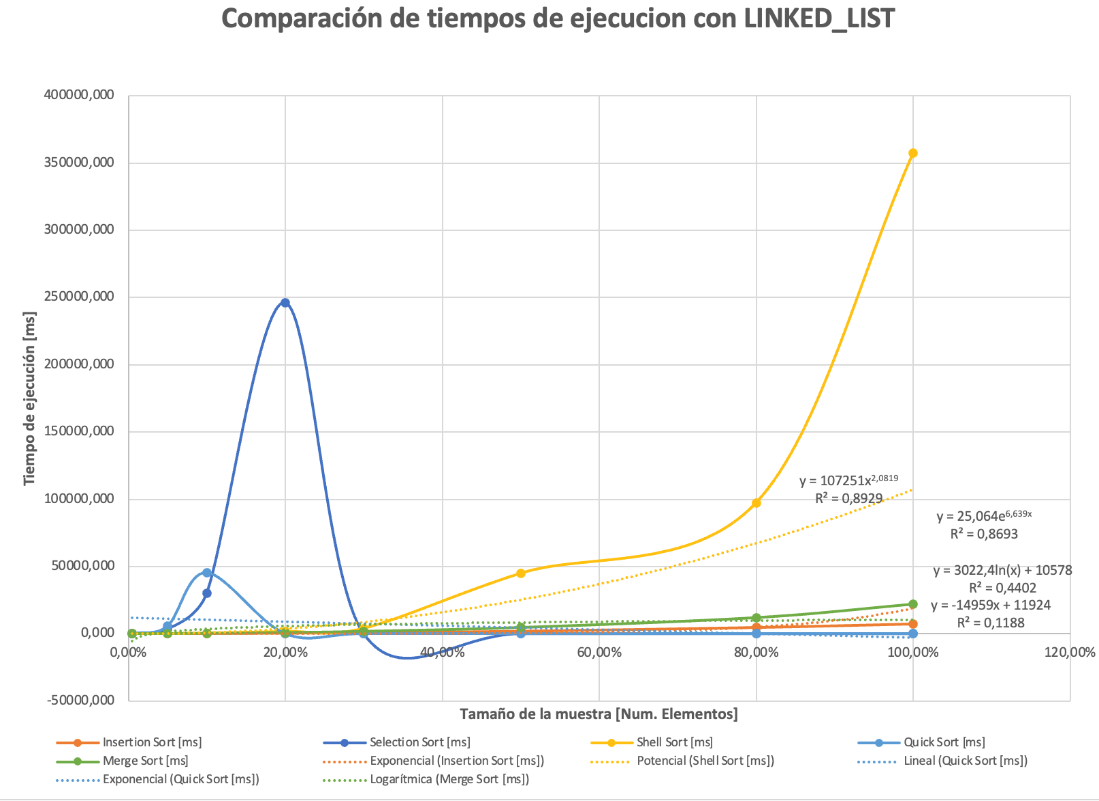 Comparación de tiempos de ejecucion con LINKED_LIST
400000,000
350000,000
300000,000
250000,000
200000,000
150000,000
100000,000
50000,000
0,000
-50000,000
Tiempo de ejecución [ms]
y = 107251x^2,0819
R² = 0,8929
y = 25,064e^6,639x
R² = 0,8693
y = 3022,4ln(x) + 10578
R² = 0,4402
y = -14959x + 11924
R² = 0,1188
0,00% 20,00% 40,00% 60,00% 80,00% 100,00% 120,00%
Tamaño de la muestra [Num. Elementos]
Insertion Sort [ms] Selection Sort [ms] Shell Sort [ms] Quick Sort [ms]
Merge Sort [ms] Exponencial (Insertion Sort [ms]) Potencial (Shell Sort [ms]) Lineal (Quick Sort [ms])
Exponencial (Quick Sort [ms]) Logarítmica (Merge Sort [ms])